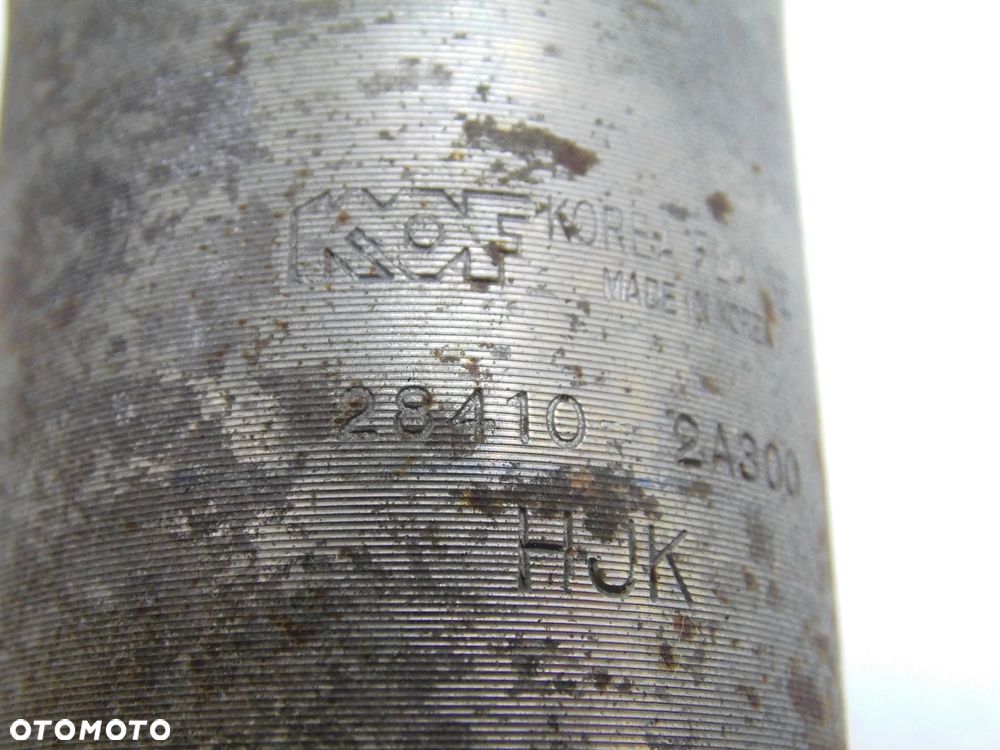 KOREA
MADE IN KOREA
28410 2A300
HJK
OTOMOTO